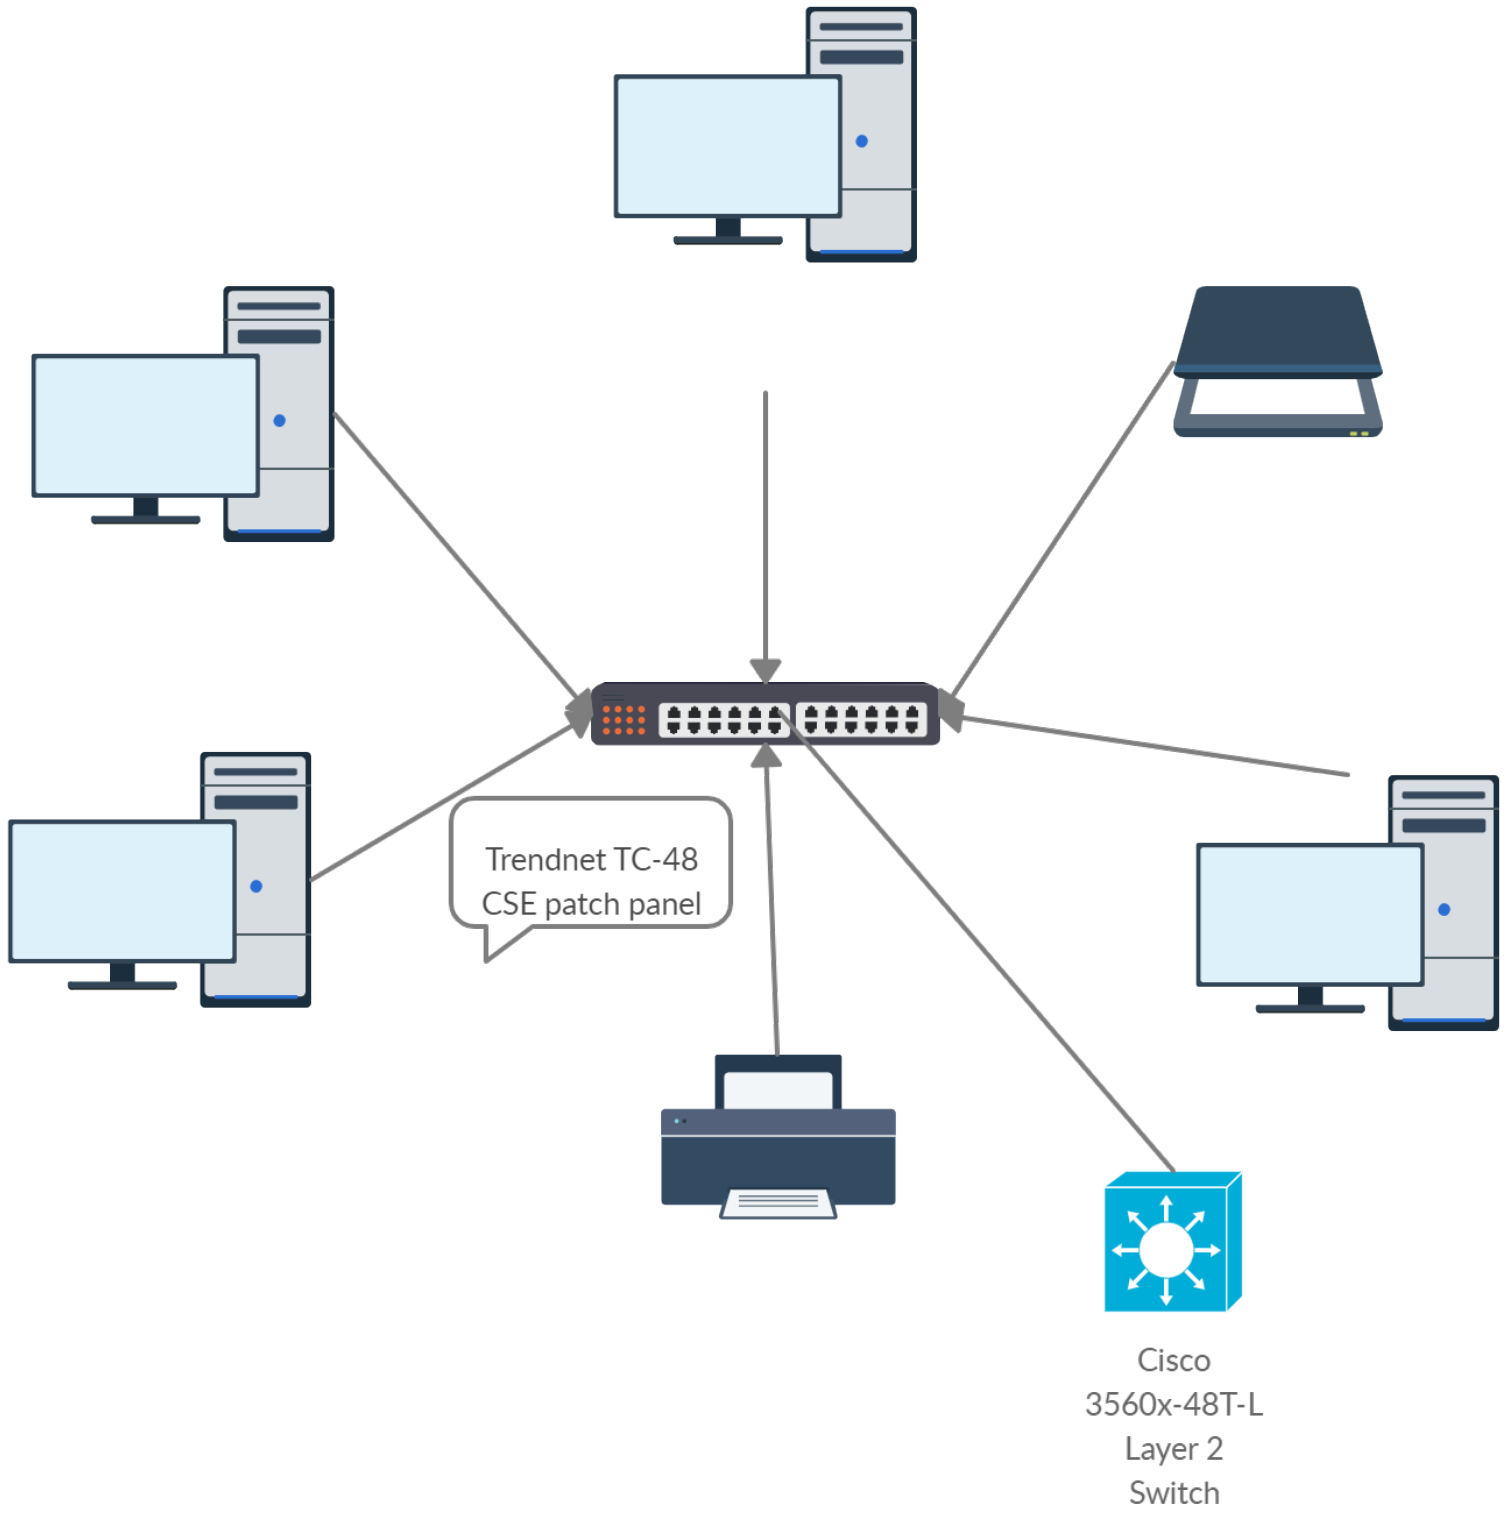 Trendnet TC-48
CSE patch panel
Cisco
3560x-48T-L
Layer 2
Switch